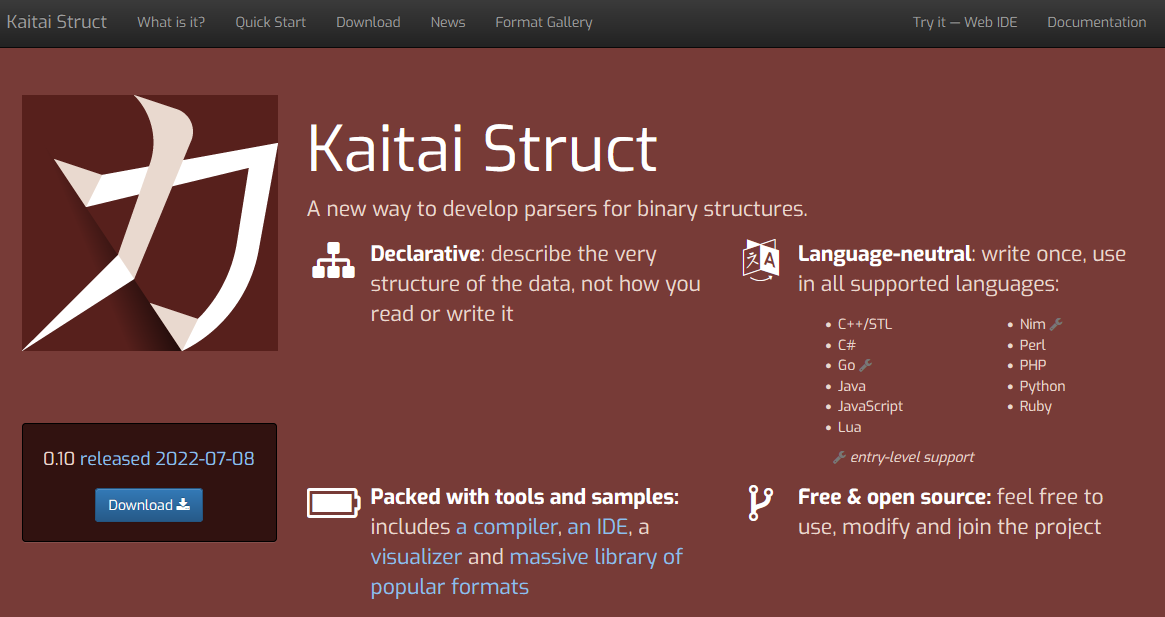 Kaitai Struct What is it? Quick Start Download News Format Gallery Try it — Web IDE Documentation
Kaitai Struct
A new way to develop parsers for binary structures.
Declarative: describe the very
structure of the data, not how you
read or write it
Language-neutral: write once, use
in all supported languages:
• C++/STL
• C#
• Go
• Java
• JavaScript
• Lua
• Nim
• Perl
• PHP
• Python
• Ruby
entry-level support
0.10 released 2022-07-08
Download
Packed with tools and samples:
includes a compiler, an IDE, a
visualizer and massive library of
popular formats
Free & open source: feel free to
use, modify and join the project